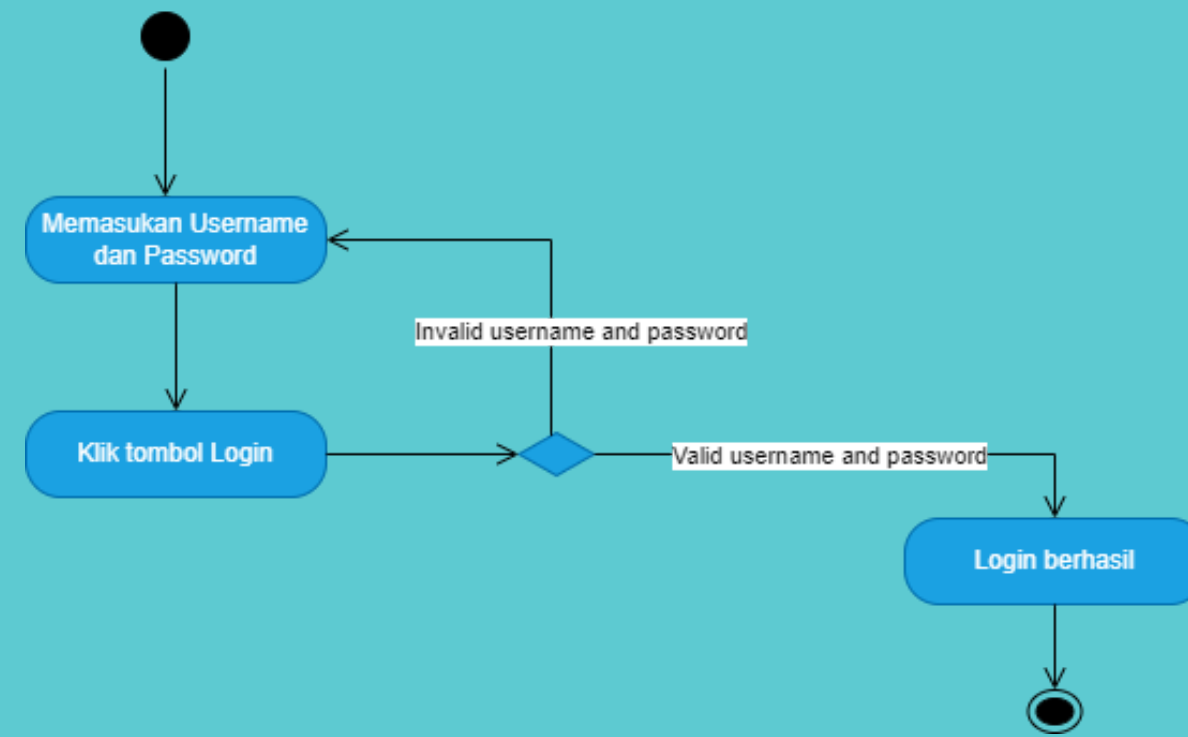 Memasukan Username
dan Password
Invalid username and password
Klik tombol Login
Valid username and password
Login berhasil